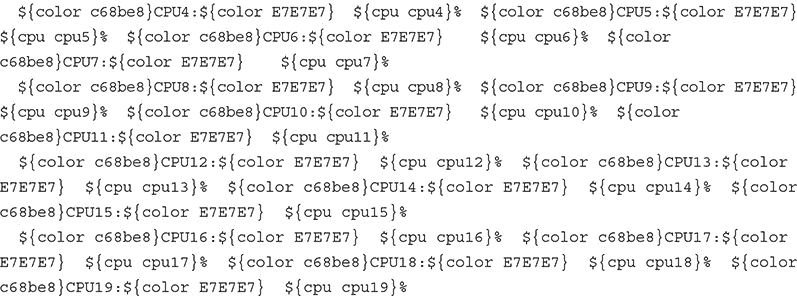 ${color c68be8}CPU4:${color E7E7E7}  ${cpu cpu4}%  ${color c68be8}CPU5:${color E7E7E7}
${cpu cpu5}%  ${color c68be8}CPU6:${color E7E7E7}    ${cpu cpu6}%  ${color
c68be8}CPU7:${color E7E7E7}    ${cpu cpu7}%
${color c68be8}CPU8:${color E7E7E7}  ${cpu cpu8}%  ${color c68be8}CPU9:${color E7E7E7}
${cpu cpu9}%  ${color c68be8}CPU10:${color E7E7E7}   ${cpu cpu10}%  ${color
c68be8}CPU11:${color E7E7E7}  ${cpu cpu11}%
${color c68be8}CPU12:${color E7E7E7}  ${cpu cpu12}%  ${color c68be8}CPU13:${color
E7E7E7}  ${cpu cpu13}%  ${color c68be8}CPU14:${color E7E7E7}  ${cpu cpu14}%  ${color
c68be8}CPU15:${color E7E7E7}  ${cpu cpu15}%
${color c68be8}CPU16:${color E7E7E7}  ${cpu cpu16}%  ${color c68be8}CPU17:${color
E7E7E7}  ${cpu cpu17}%  ${color c68be8}CPU18:${color E7E7E7}  ${cpu cpu18}%  ${color
c68be8}CPU19:${color E7E7E7}  ${cpu cpu19}%